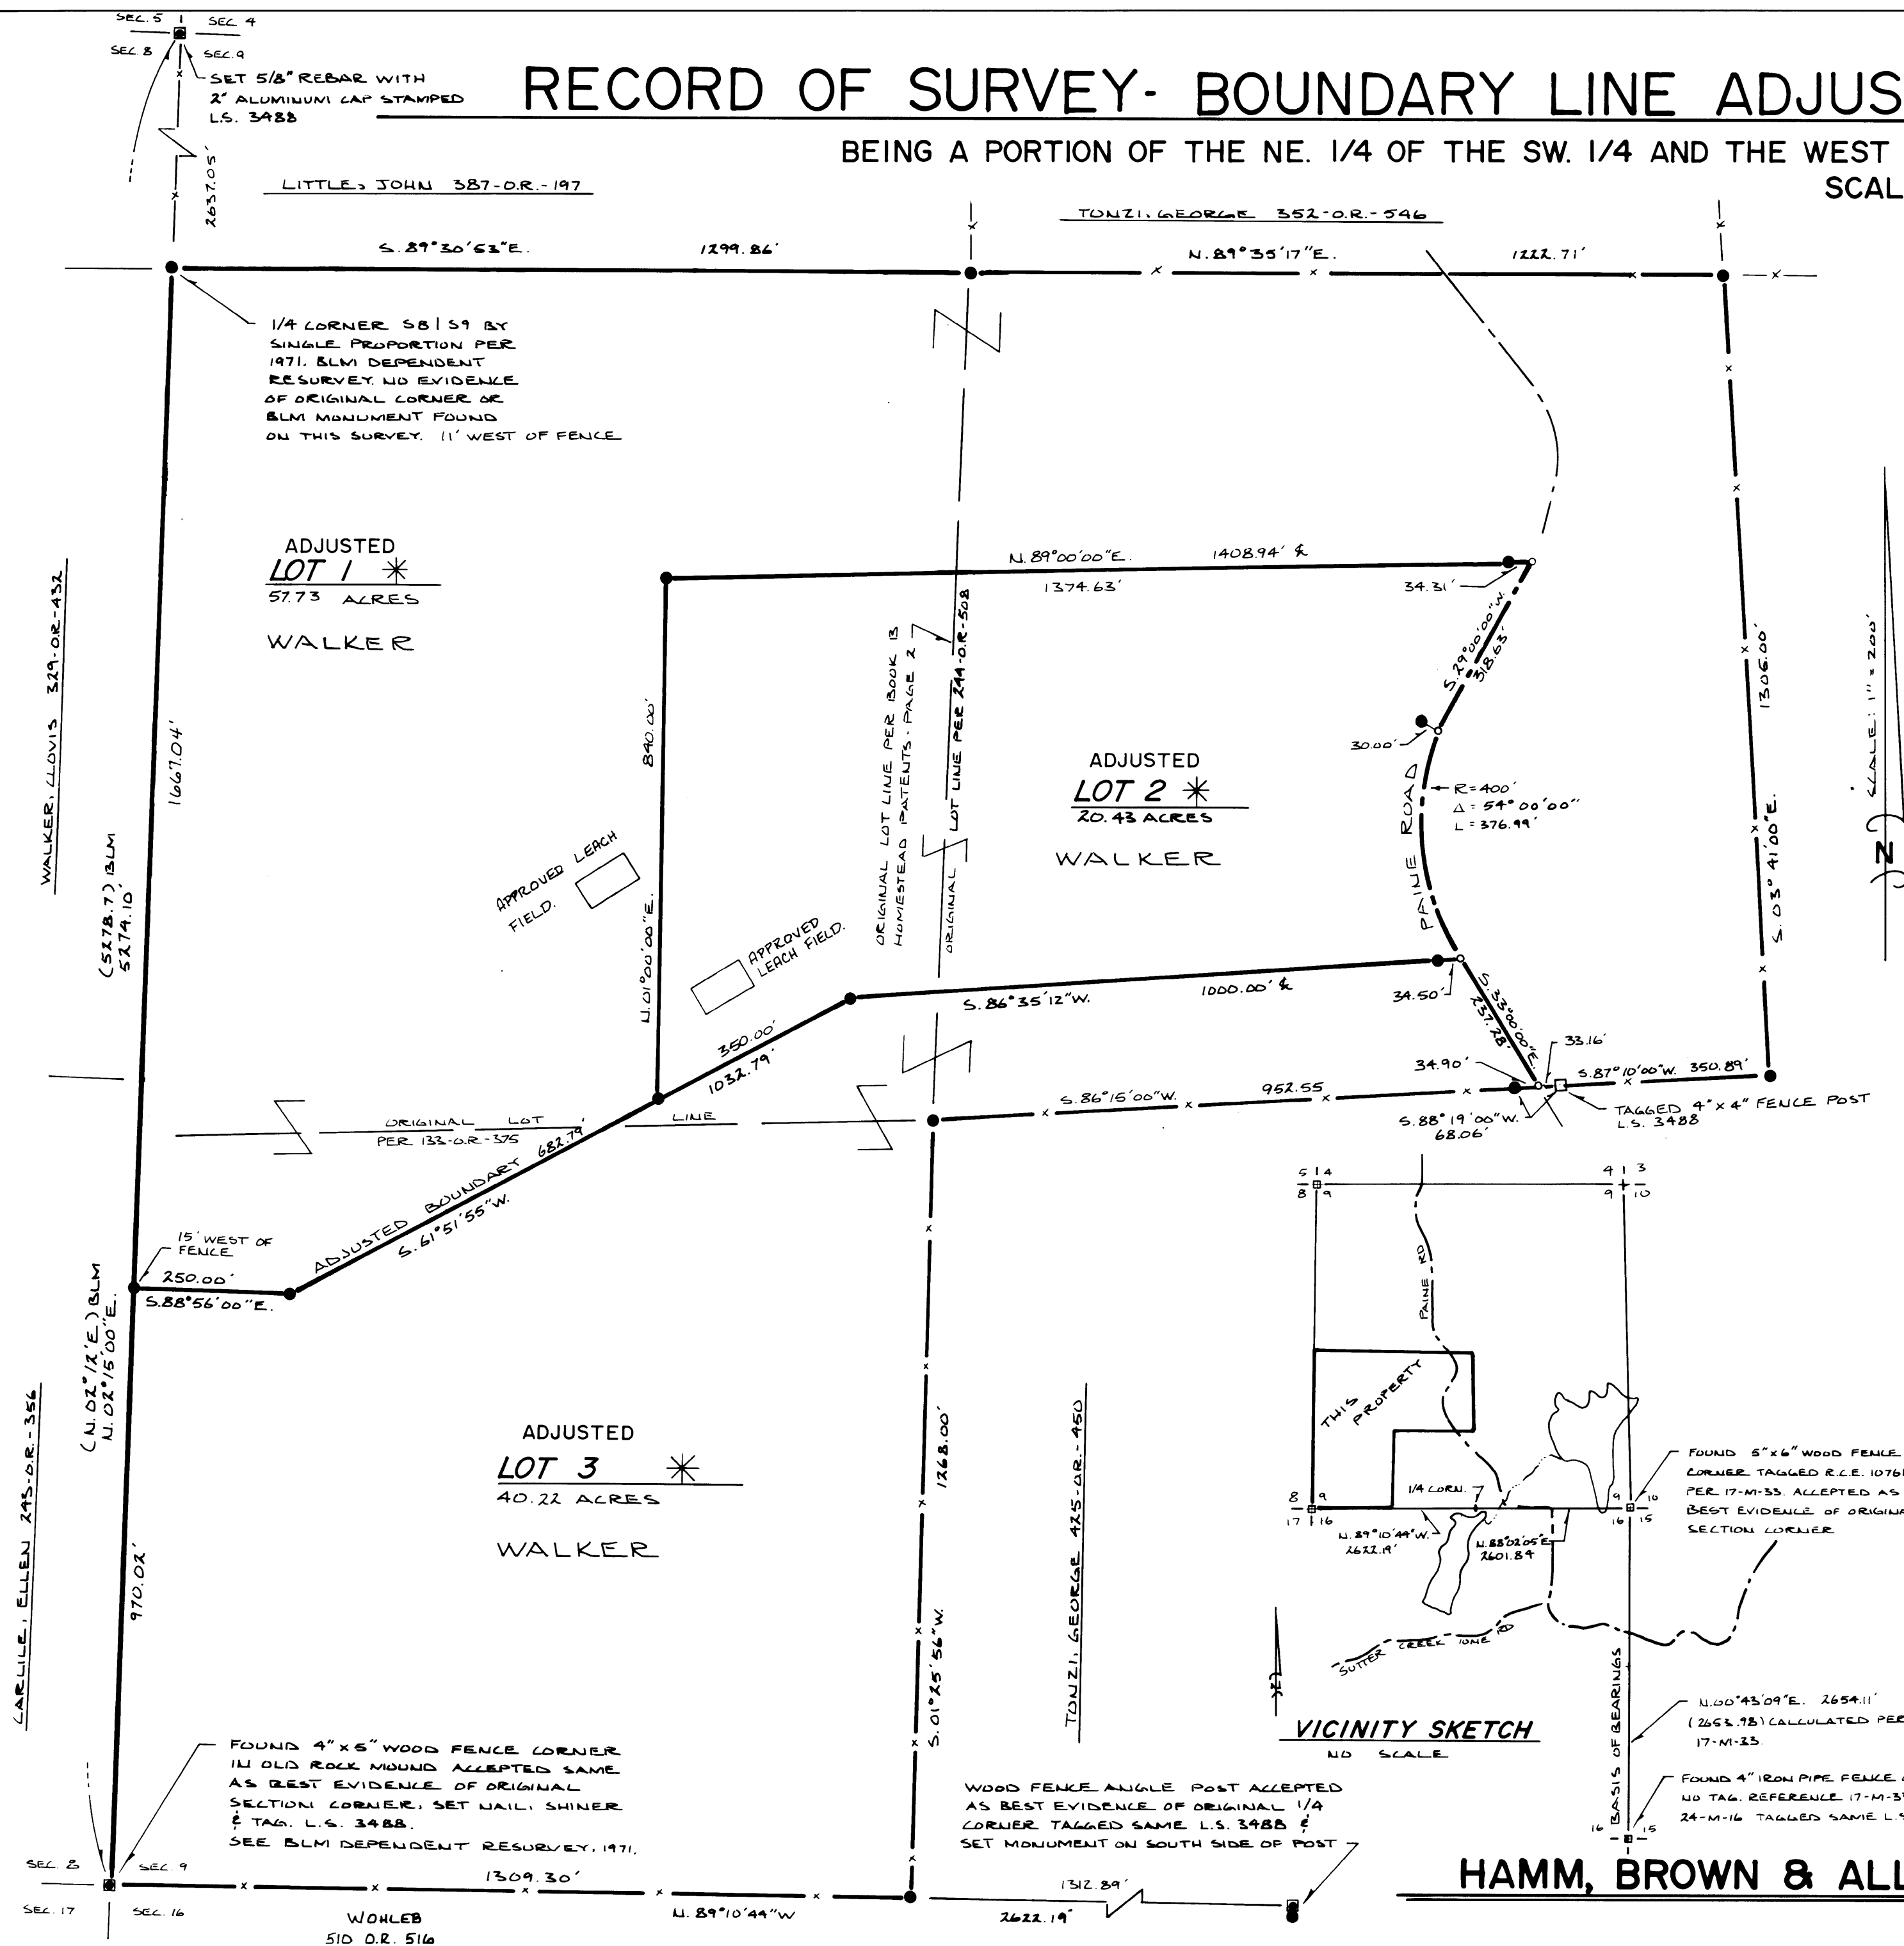 SEC. 5 SEC 4
SEC. 8 SEC. 9
SET 5/8" REBAR WITH
2" ALUMINUM CAP STAMPED
L.S. 3488
RECORD OF SURVEY- BOUNDARY LINE ADJUS
BEING A PORTION OF THE NE. 1/4 OF THE SW. 1/4 AND THE WEST
SCAL
2637.05'
LITTLE, JOHN 387-O.R.-197
TONZI, GEORGE 352-O.R.-546
S. 89°30'53"E. 1299.86'
N. 89°35'17"E. 1222.71'
1/4 CORNER S8 | S9 BY
SINGLE PROPORTION PER
1971. BLM DEPENDENT
RESURVEY. NO EVIDENCE
OF ORIGINAL CORNER OR
BLM MONUMENT FOUND
ON THIS SURVEY. 11' WEST OF FENCE
ADJUSTED
LOT 1 *
57.73 ACRES
WALKER
WALKER, CLOVIS 329-O.R-432
1667.04'
(5278.7) BLM
5274.10'
N. 89°00'00"E. 1408.94' ℄
1374.63'
34.31'
S. 29°00'00"W.
318.63'
30.00'
840.00'
N. 01°00'00"E.
ORIGINAL LOT LINE PER BOOK 13
HOMESTEAD PATENTS - PAGE 2
ORIGINAL LOT LINE PER 244-O.R-508
ADJUSTED
LOT 2 *
20.43 ACRES
WALKER
PAINE ROAD
R=400'
Δ = 54°00'00"
L = 376.99'
1306.00'
S. 03°41'00"E.
SCALE: 1" = 200'
APPROVED LEACH
FIELD.
APPROVED
LEACH FIELD.
S. 86°35'12"W. 1000.00' ℄
34.50'
S. 33°00'00"E.
237.28'
350.00'
1032.79'
34.90'
33.16'
S. 87°10'00"W. 350.89'
S. 86°15'00"W. 952.55
S. 88°19'00"W.
68.06'
TAGGED 4" x 4" FENCE POST
L.S. 3488
ORIGINAL LOT LINE
PER 133-O.R-375
ADJUSTED BOUNDARY 682.79'
S. 61°51'55"W.
15' WEST OF
FENCE
250.00'
S. 88°56'00"E.
(N. 02°12'E) BLM
N. 02°15'00"E.
CARLILE, ELLEN 243-O.R.-356
970.02'
ADJUSTED
LOT 3 *
40.22 ACRES
WALKER
1268.00'
S. 01°25'56"W.
TONZI, GEORGE 425-O.R.-450
5 4
8 9
4 3
9 10
PAINE RD
THIS
PROPERTY
1/4 CORN.
8 9
17 16
9 10
16 15
N. 89°10'44"W.
2622.19'
N. 88°02'05"E
2601.84
SUTTER CREEK IONE RD
FOUND 5"x6" WOOD FENCE
CORNER TAGGED R.C.E. 1076
PER 17-M-33. ACCEPTED AS
BEST EVIDENCE OF ORIGINA
SECTION CORNER
BASIS OF BEARINGS
N. 00°43'09"E. 2654.11'
(2653.98) CALCULATED PER
17-M-33.
FOUND 4" IRON PIPE FENCE
NO TAG. REFERENCE 17-M-3
24-M-16 TAGGED SAME L.S
16 15
VICINITY SKETCH
NO SCALE
FOUND 4" x 5" WOOD FENCE CORNER
IN OLD ROCK MOUND ACCEPTED SAME
AS BEST EVIDENCE OF ORIGINAL
SECTION CORNER, SET NAIL, SHINER
& TAG. L.S. 3488.
SEE BLM DEPENDENT RESURVEY, 1971.
WOOD FENCE ANGLE POST ACCEPTED
AS BEST EVIDENCE OF ORIGINAL 1/4
CORNER TAGGED SAME L.S. 3488 &
SET MONUMENT ON SOUTH SIDE OF POST
SEC. 8 SEC. 9
SEC. 17 SEC. 16
1309.30'
N. 89°10'44"W
1312.89'
2622.19'
WOHLEB
510 O.R. 516
HAMM, BROWN & ALL